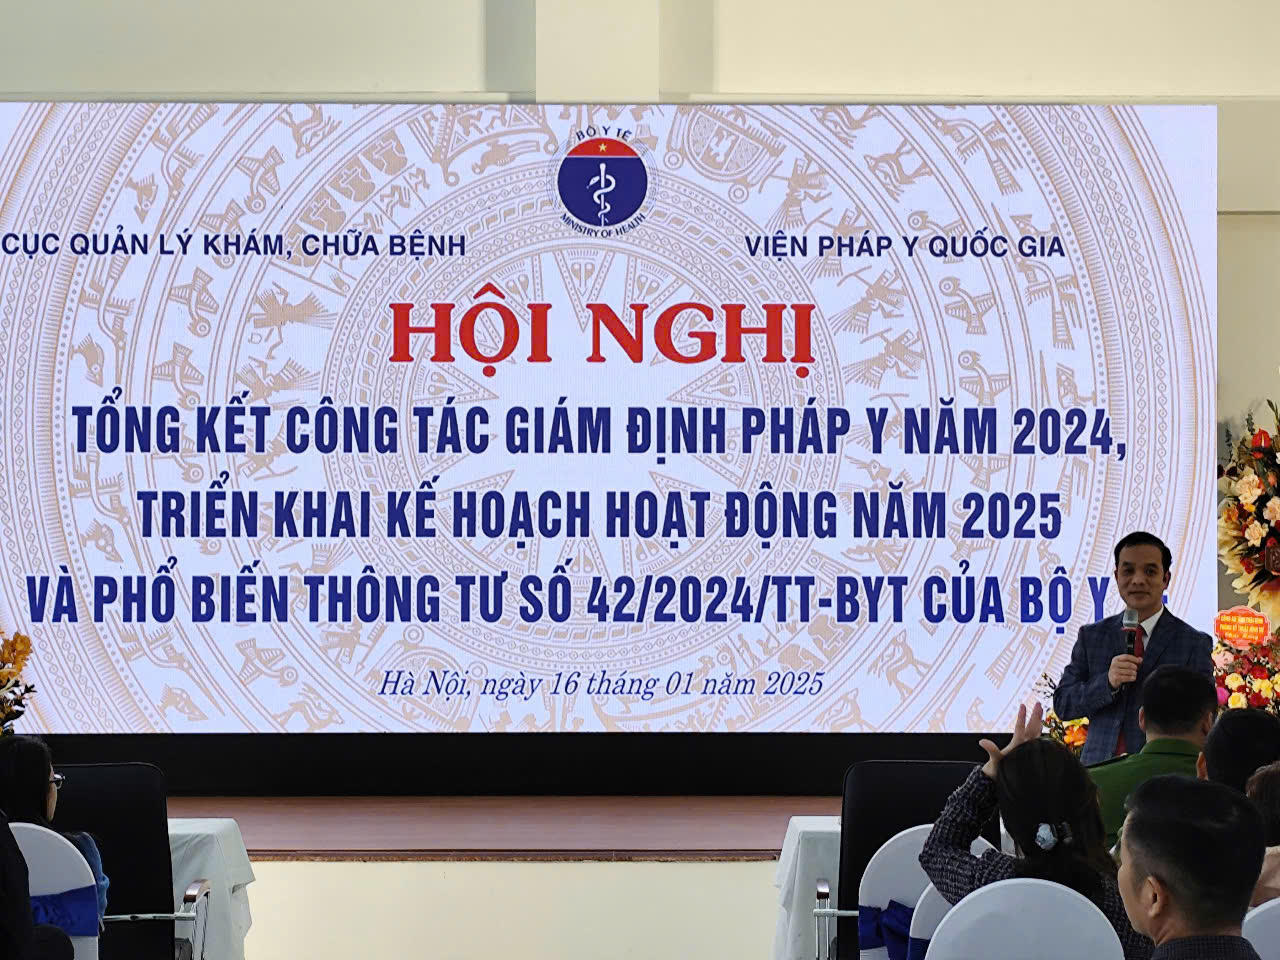 BỘ Y TẾ
MINISTRY OF HEALTH
CỤC QUẢN LÝ KHÁM, CHỮA BỆNH
VIỆN PHÁP Y QUỐC GIA
HỘI NGHỊ
TỔNG KẾT CÔNG TÁC GIÁM ĐỊNH PHÁP Y NĂM 2024,
TRIỂN KHAI KẾ HOẠCH HOẠT ĐỘNG NĂM 2025
VÀ PHỔ BIẾN THÔNG TƯ SỐ 42/2024/TT-BYT CỦA BỘ Y
Hà Nội, ngày 16 tháng 01 năm 2025